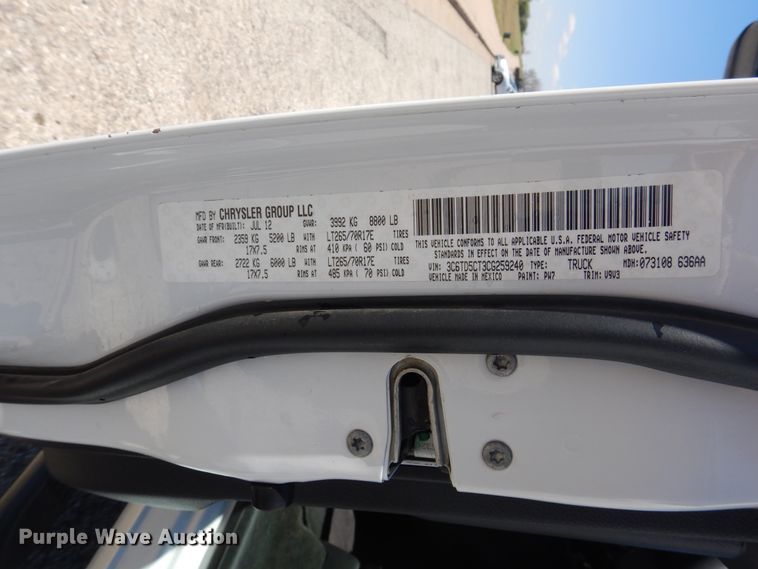 MFD BY CHRYSLER GROUP LLC
DATE OF MFR(BUILT): JUL 12 GVWR: 3992 KG 8800 LB
GAWR FRONT: 2359 KG 5200 LB WITH LT265/70R17E TIRES
17X7.5 RIMS AT 410 KPA ( 60 PSI) COLD
GAWR REAR: 2722 KG 6000 LB WITH LT265/70R17E TIRES
17X7.5 RIMS AT 485 KPA ( 70 PSI) COLD
THIS VEHICLE CONFORMS TO ALL APPLICABLE U.S.A. FEDERAL MOTOR VEHICLE SAFETY
STANDARDS IN EFFECT ON THE DATE OF MANUFACTURE SHOWN ABOVE.
VIN: 3C6TD5CT3CG259240 TYPE: TRUCK MDH: 073108 636AA
VEHICLE MADE IN MEXICO PAINT: PW7 TRIM: V9V3
Purple Wave Auction